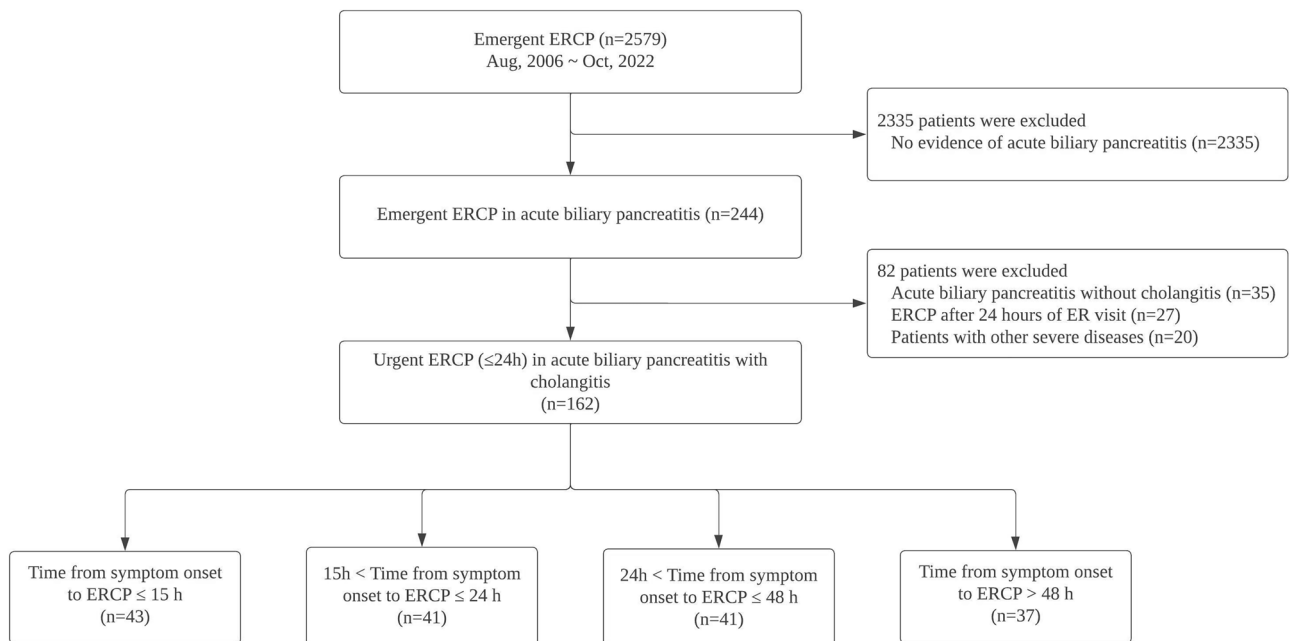 Emergent ERCP (n=2579)
Aug, 2006 ~ Oct, 2022
2335 patients were excluded
No evidence of acute biliary pancreatitis (n=2335)
Emergent ERCP in acute biliary pancreatitis (n=244)
82 patients were excluded
Acute biliary pancreatitis without cholangitis (n=35)
ERCP after 24 hours of ER visit (n=27)
Patients with other severe diseases (n=20)
Urgent ERCP (≤24h) in acute biliary pancreatitis with
cholangitis
(n=162)
Time from symptom onset
to ERCP ≤ 15 h
(n=43)
15h < Time from symptom
onset to ERCP ≤ 24 h
(n=41)
24h < Time from symptom
onset to ERCP ≤ 48 h
(n=41)
Time from symptom onset
to ERCP > 48 h
(n=37)